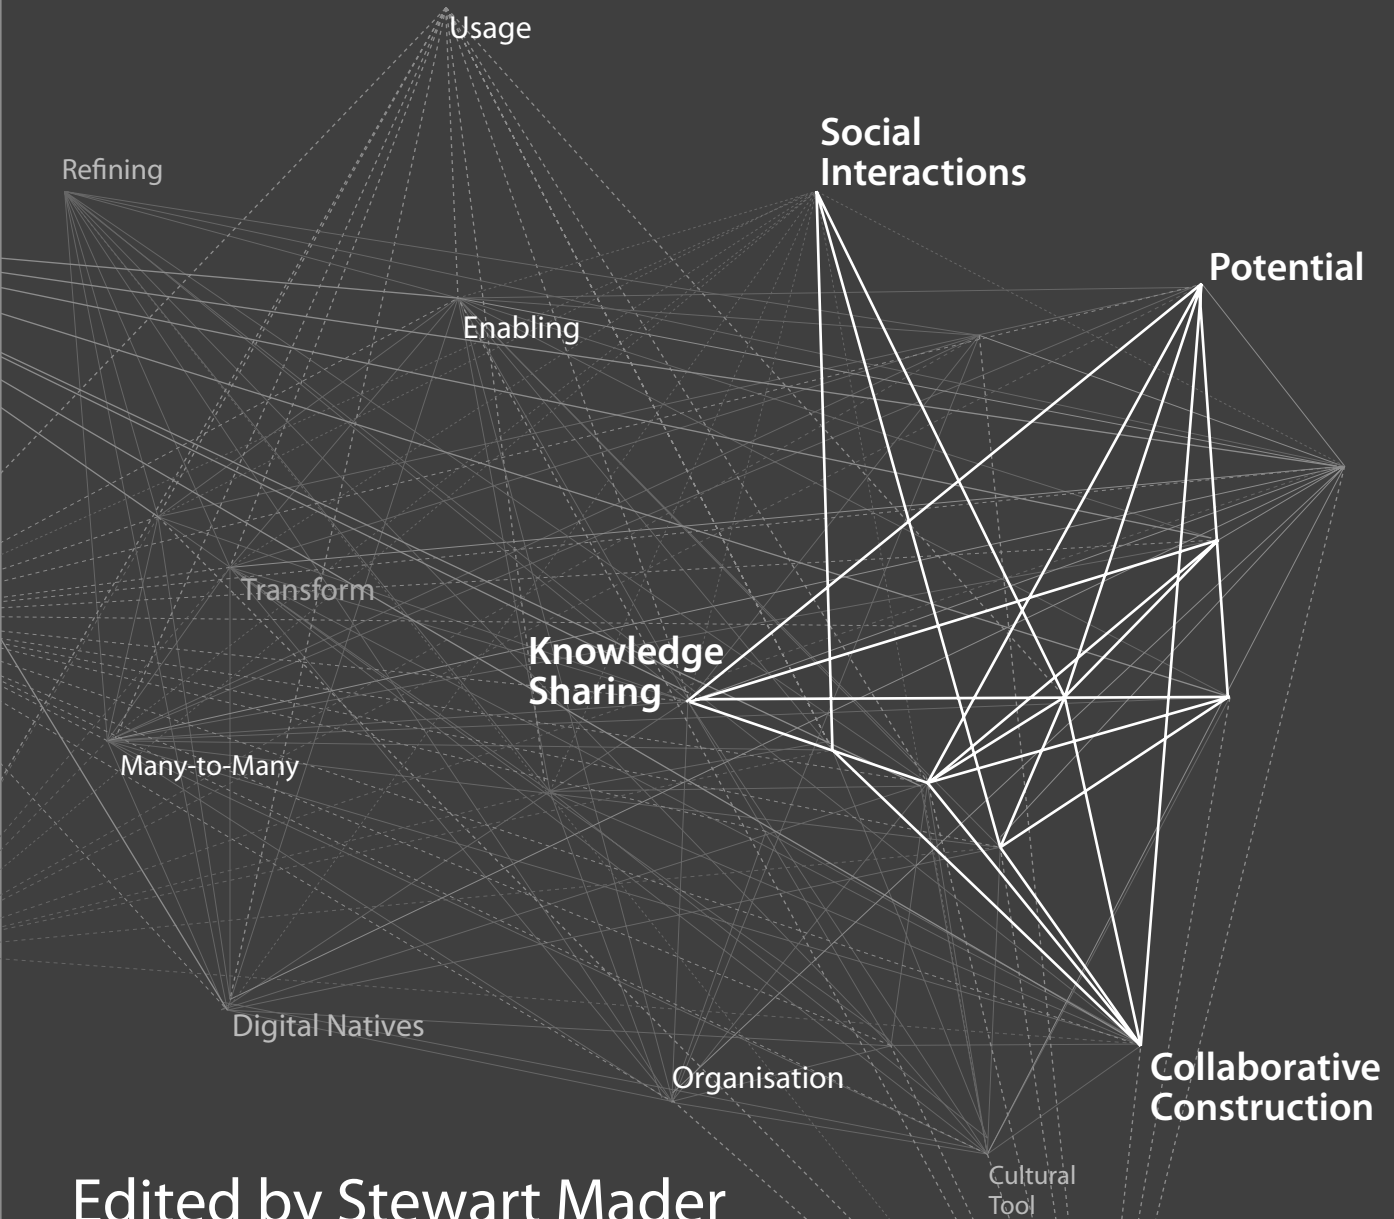 Usage
Social
Interactions
Refining
Potential
Enabling
Transform
Knowledge
Sharing
Many-to-Many
Digital Natives
Organisation
Collaborative
Construction
Cultural
Tool
Edited by Stewart Mader